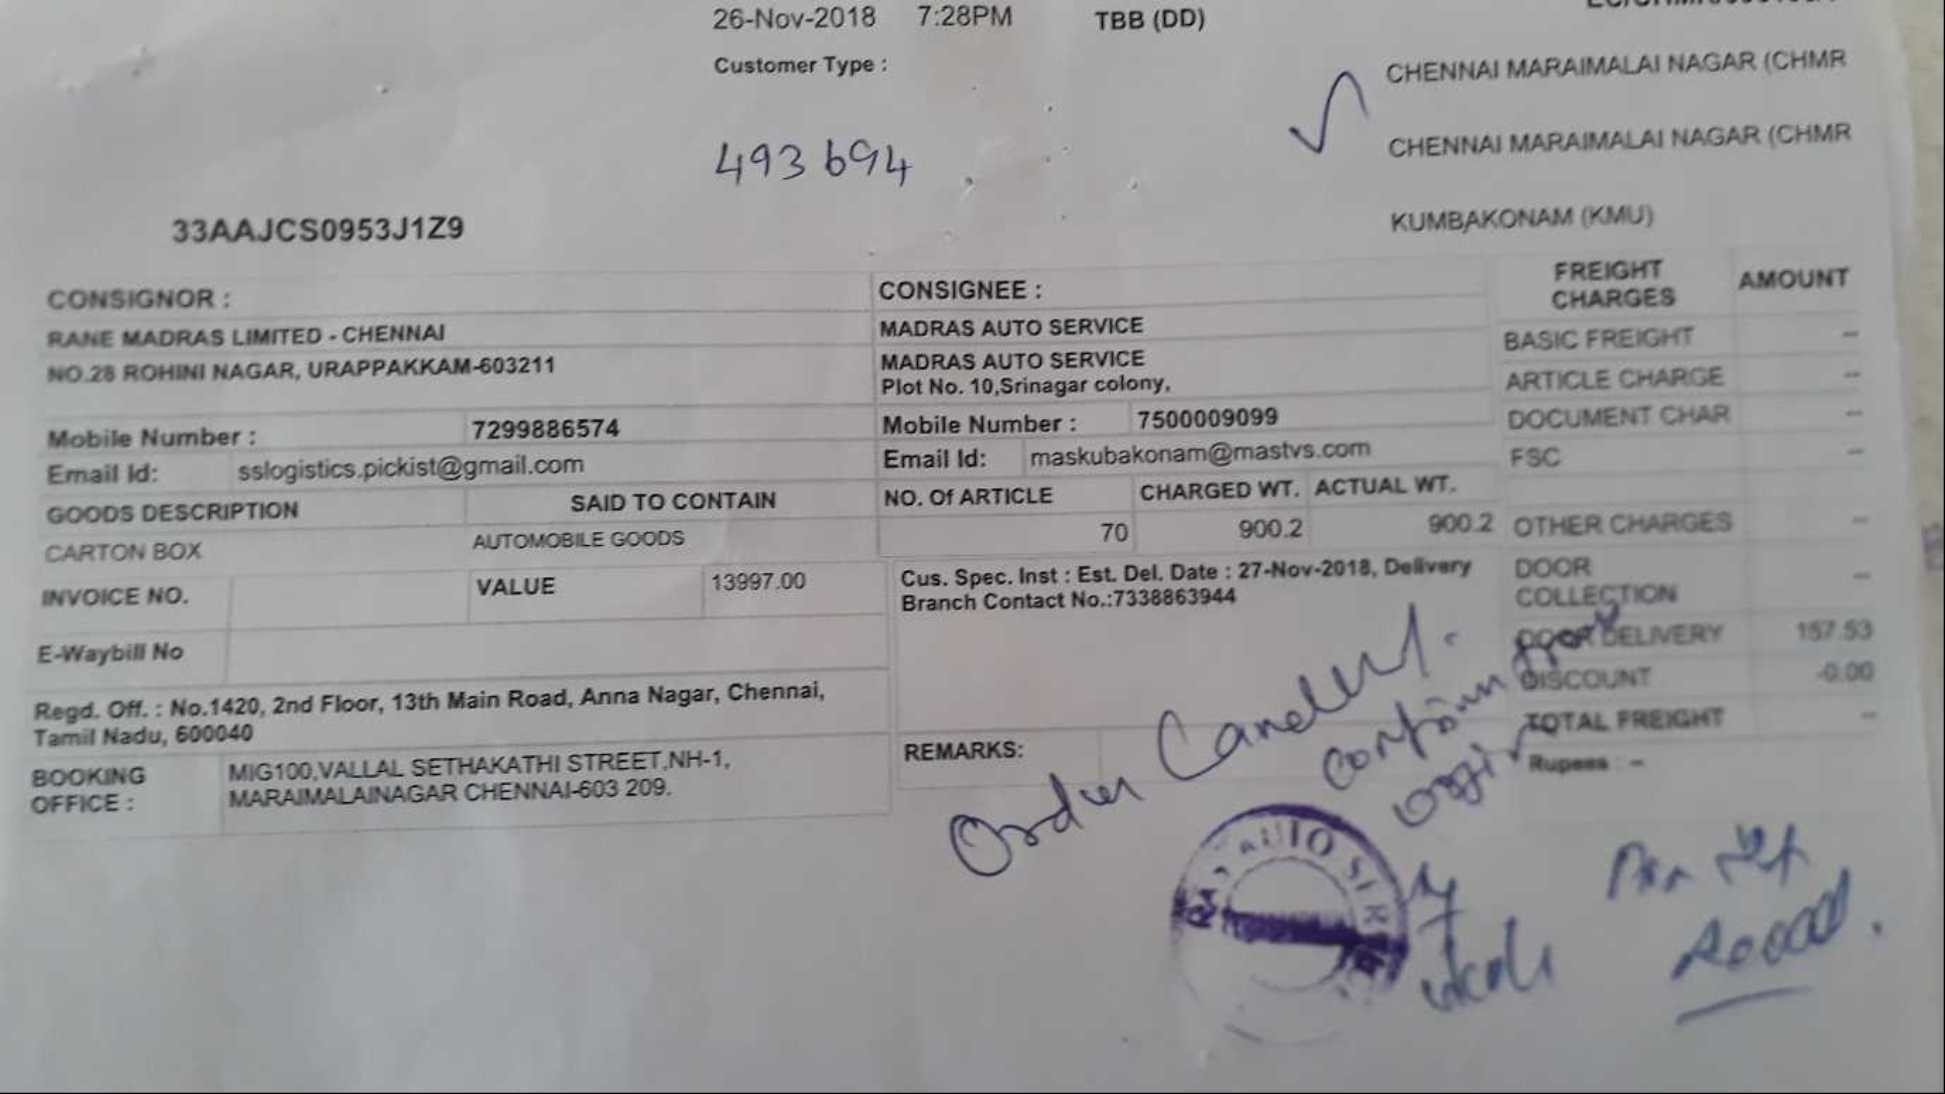 26-Nov-2018 7:28PM TBB (DD)
Customer Type :
CHENNAI MARAIMALAI NAGAR (CHMR
CHENNAI MARAIMALAI NAGAR (CHMR
493694
KUMBAKONAM (KMU)
33AAJCS0953J1Z9
CONSIGNOR :
RANE MADRAS LIMITED - CHENNAI
NO.28 ROHINI NAGAR, URAPPAKKAM-603211
Mobile Number : 7299886574
Email Id: sslogistics.pickist@gmail.com
GOODS DESCRIPTION SAID TO CONTAIN
CARTON BOX AUTOMOBILE GOODS
INVOICE NO. VALUE 13997.00
E-Waybill No
Regd. Off. : No.1420, 2nd Floor, 13th Main Road, Anna Nagar, Chennai,
Tamil Nadu, 600040
BOOKING OFFICE :
MIG100,VALLAL SETHAKATHI STREET,NH-1,
MARAIMALAINAGAR CHENNAI-603 209.
CONSIGNEE :
MADRAS AUTO SERVICE
MADRAS AUTO SERVICE
Plot No. 10,Srinagar colony,
Mobile Number : 7500009099
Email Id: maskubakonam@mastvs.com
NO. Of ARTICLE CHARGED WT. ACTUAL WT.
70 900.2 900.2
Cus. Spec. Inst : Est. Del. Date : 27-Nov-2018, Delivery
Branch Contact No.:7338863944
REMARKS:
FREIGHT CHARGES AMOUNT
BASIC FREIGHT --
ARTICLE CHARGE --
DOCUMENT CHAR --
FSC --
OTHER CHARGES --
DOOR COLLECTION --
DOOR DELIVERY 157.53
DISCOUNT -0.00
TOTAL FREIGHT --
Rupees : --
Order
AUTO SER